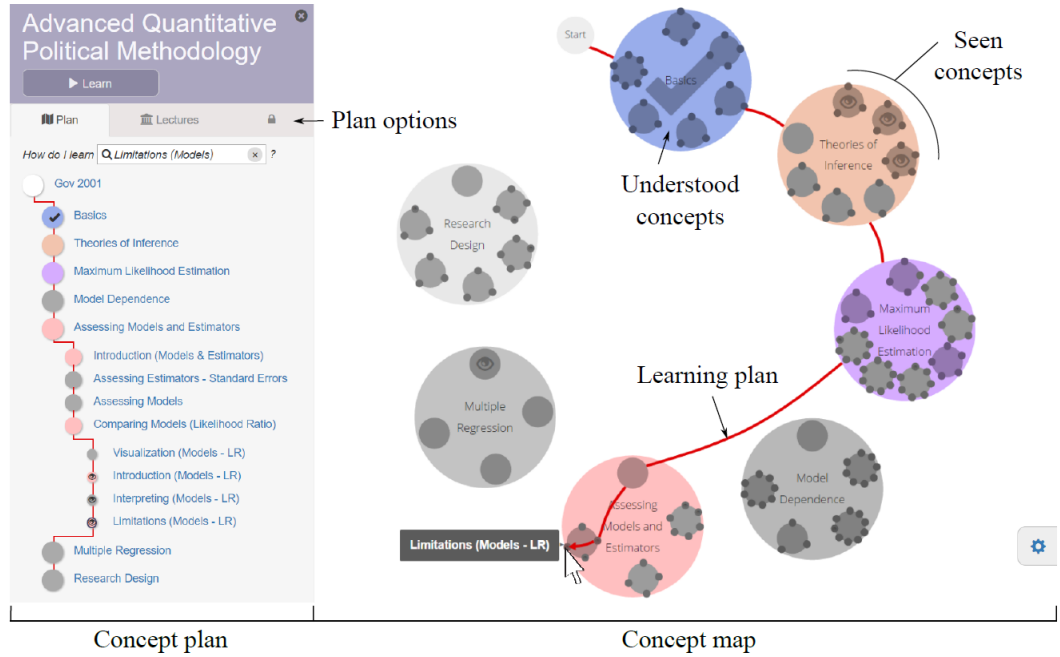 Advanced Quantitative
Political Methodology
Learn
Plan
Lectures
How do I learn Limitations (Models) × ?
Gov 2001
Basics
Theories of Inference
Maximum Likelihood Estimation
Model Dependence
Assessing Models and Estimators
Introduction (Models & Estimators)
Assessing Estimators - Standard Errors
Assessing Models
Comparing Models (Likelihood Ratio)
Visualization (Models - LR)
Introduction (Models - LR)
Interpreting (Models - LR)
Limitations (Models - LR)
Multiple Regression
Research Design
Concept plan
Plan options
Start
Basics
Understood
concepts
Seen
concepts
Theories of
Inference
Research
Design
Maximum
Likelihood
Estimation
Learning plan
Multiple
Regression
Model
Dependence
Assessing
Models and
Estimators
Limitations (Models - LR)
Concept map